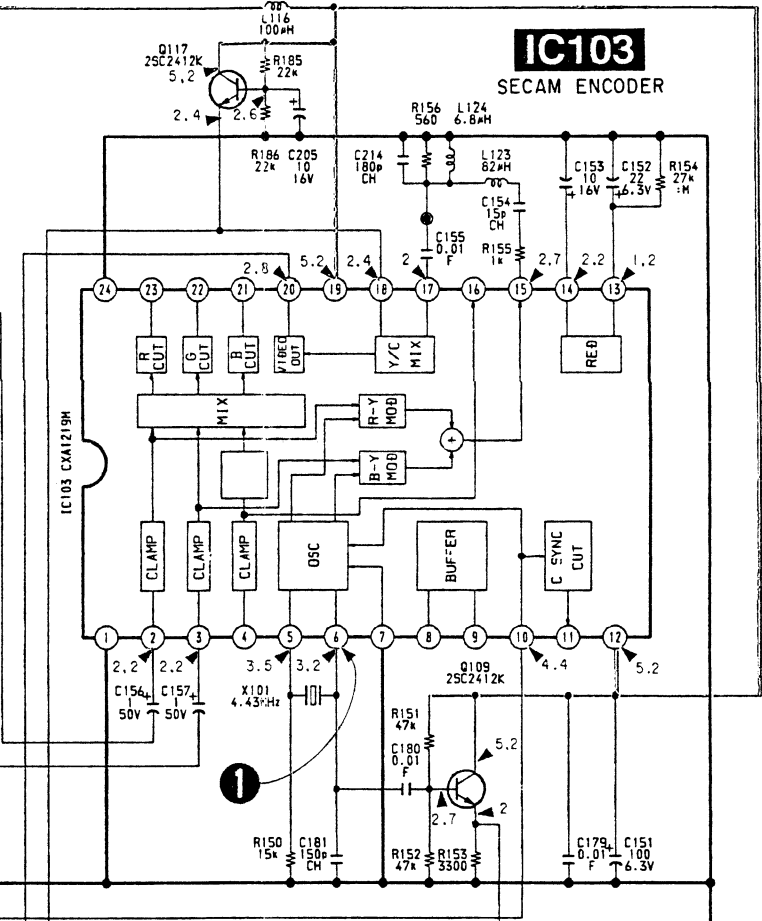 L116
100µH
IC103
SECAM ENCODER
Q117
2SC2412K
5.2
R185
22k
2.4
2.6
R186
22k
C205
10
16V
R156
560
L124
6.8µH
C214
180p
CH
L123
82µH
C154
15p
CH
C153
10
16V
C152
22
6.3V
R154
27k
:M
C155
0.01
F
R155
1k
2.8
5.2
2.4
2
2.7
2.2
1.2
24
23
22
21
20
19
18
17
16
15
14
13
R
CUT
G
CUT
B
CUT
VIDEO
OUT
Y/C
MIX
REG
MIX
R-Y
MOD
+
B-Y
MOD
IC103 CXA1219M
CLAMP
CLAMP
CLAMP
OSC
BUFFER
C SYNC
CUT
1
2
3
4
5
6
7
8
9
10
11
12
2.2
2.2
3.5
3.2
4.4
5.2
C156
1
50V
C157
1
50V
X101
4.43MHz
Q109
2SC2412K
R151
47k
C180
0.01
F
5.2
1
2.7
2
R150
15k
C181
150p
CH
R152
47k
R153
3300
C179
0.01
F
C151
100
6.3V